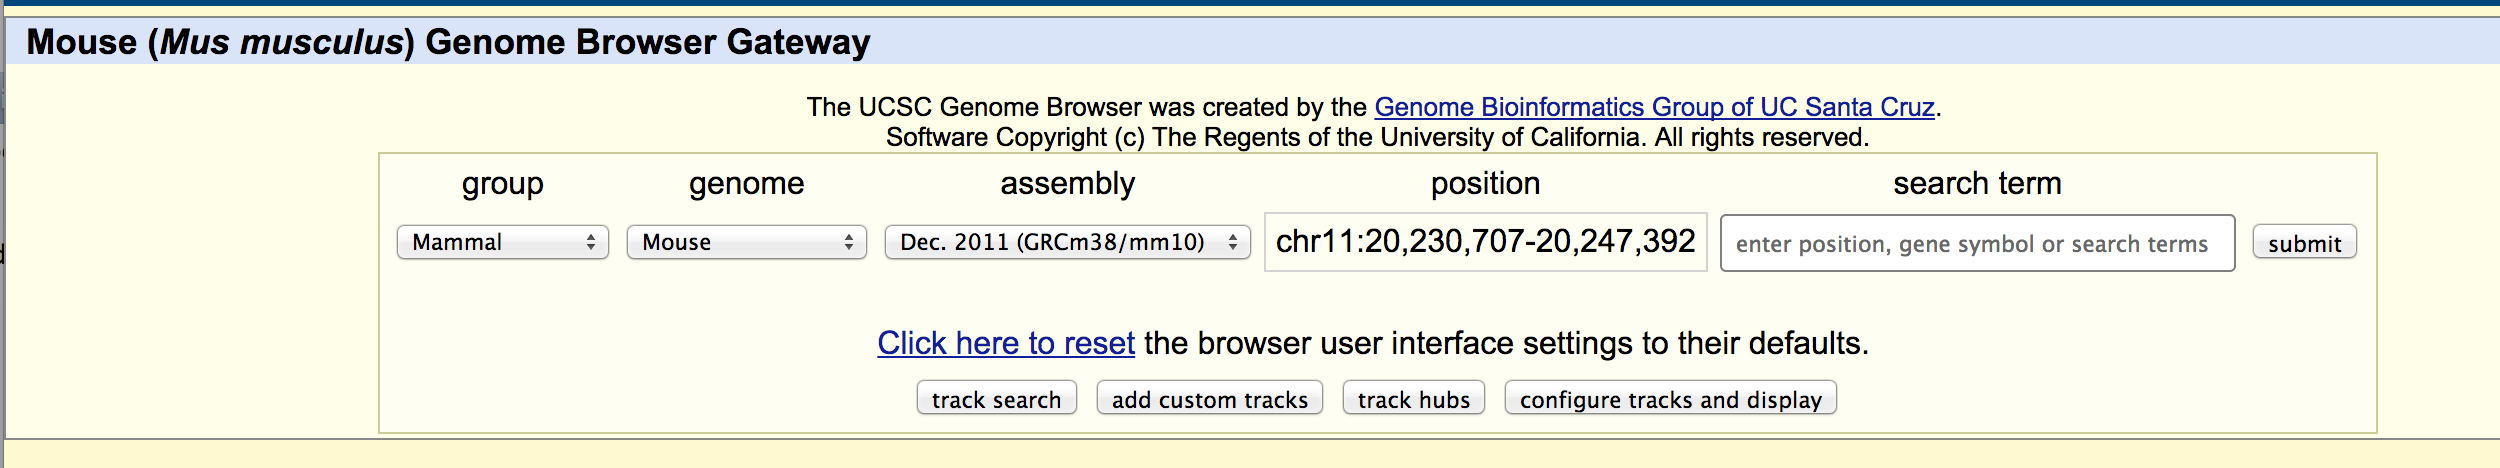 Mouse (Mus musculus) Genome Browser Gateway
The UCSC Genome Browser was created by the Genome Bioinformatics Group of UC Santa Cruz.
Software Copyright (c) The Regents of the University of California. All rights reserved.
group genome assembly position search term
Mammal Mouse Dec. 2011 (GRCm38/mm10) chr11:20,230,707-20,247,392 enter position, gene symbol or search terms submit
Click here to reset the browser user interface settings to their defaults.
track search add custom tracks track hubs configure tracks and display